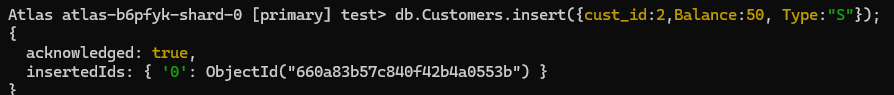 Atlas atlas-b6pfyk-shard-0 [primary] test> db.Customers.insert({cust_id:2,Balance:50, Type:"S"});
{
  acknowledged: true,
  insertedIds: { '0': ObjectId("660a83b57c840f42b4a0553b") }
}